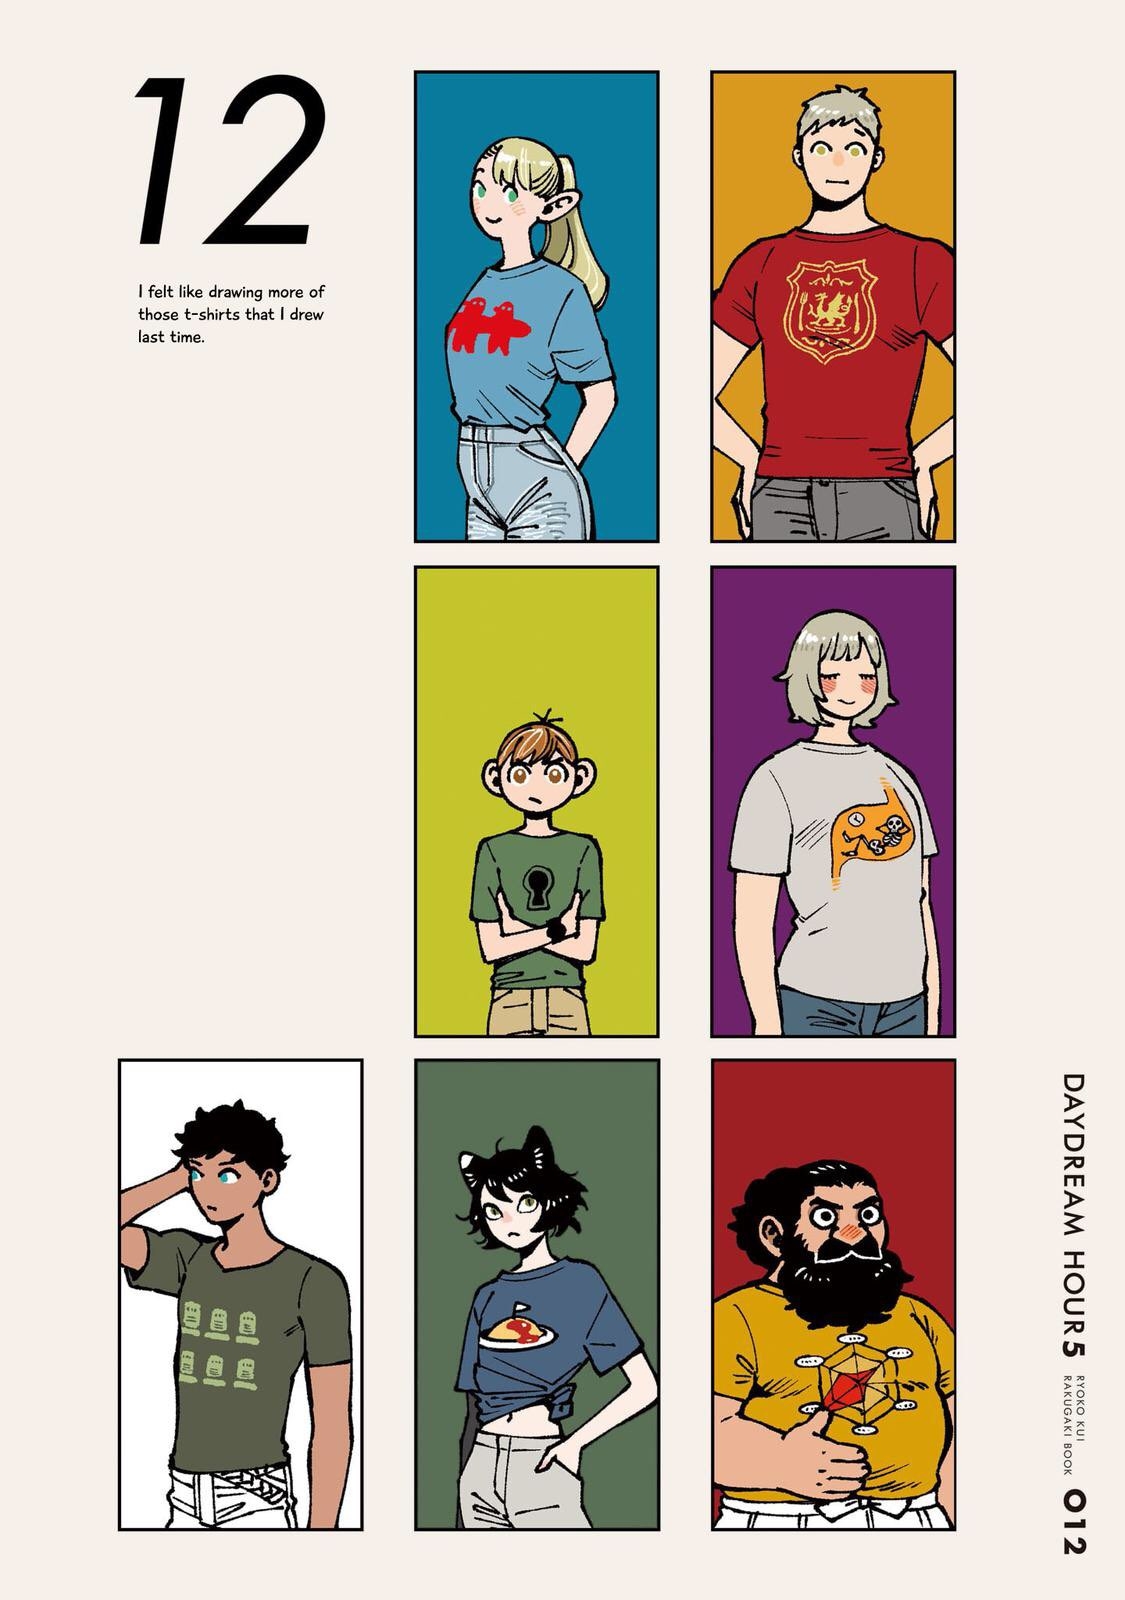 12
I felt like drawing more of
those t-shirts that I drew
last time.
DAYDREAM HOUR 5
RYOKO KUI
RAKUGAKI BOOK
012